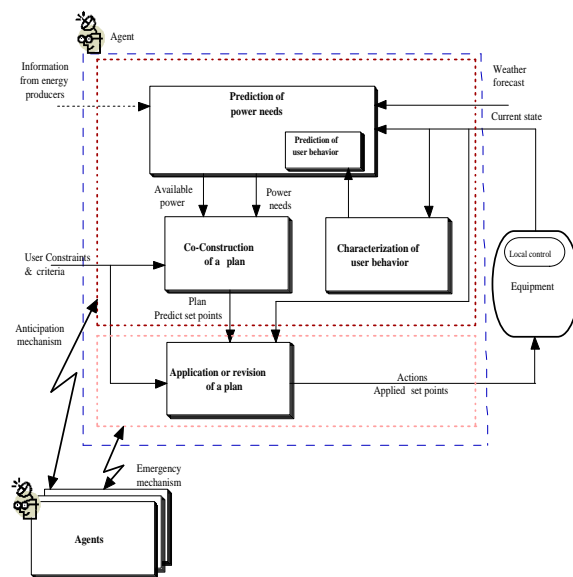 Agent
Information
from energy
producers
Weather
forecast
Prediction of
power needs
Current state
Prediction of
user behavior
Available
power
Power
needs
Co-Construction
of a plan
Characterization of
user behavior
Local control
User Constraints
& criteria
Equipment
Plan
Predict set points
Anticipation
mechanism
Application or revision
of a plan
Actions
Applied set points
Emergency
mechanism
Agents